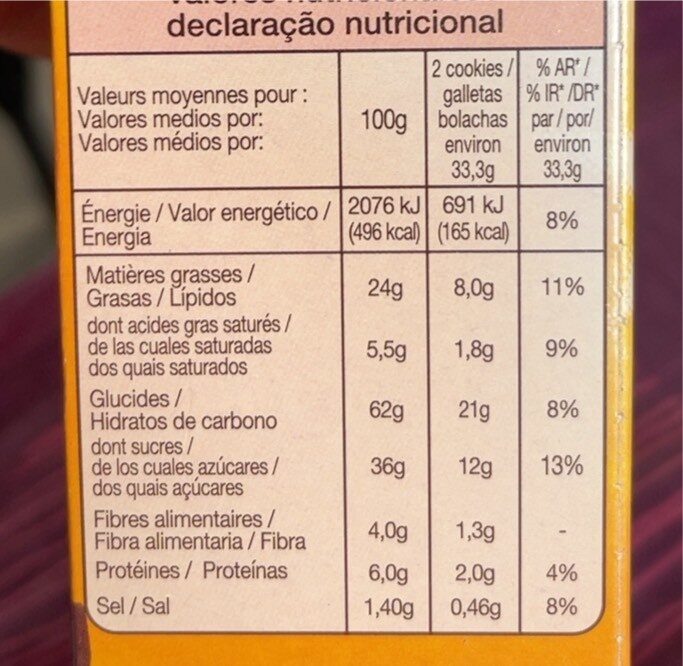 declaração nutricional
Valeurs moyennes pour :
Valores medios por:
Valores médios por:
100g
2 cookies /
galletas
bolachas
environ
33,3g
% AR* /
% IR* /DR*
par / por/
environ
33,3g
Énergie / Valor energético /
Energia
2076 kJ
(496 kcal)
691 kJ
(165 kcal)
8%
Matières grasses /
Grasas / Lípidos
24g
8,0g
11%
dont acides gras saturés /
de las cuales saturadas
dos quais saturados
5,5g
1,8g
9%
Glucides /
Hidratos de carbono
62g
21g
8%
dont sucres /
de los cuales azúcares /
dos quais açúcares
36g
12g
13%
Fibres alimentaires /
Fibra alimentaria / Fibra
4,0g
1,3g
-
Protéines / Proteínas
6,0g
2,0g
4%
Sel / Sal
1,40g
0,46g
8%